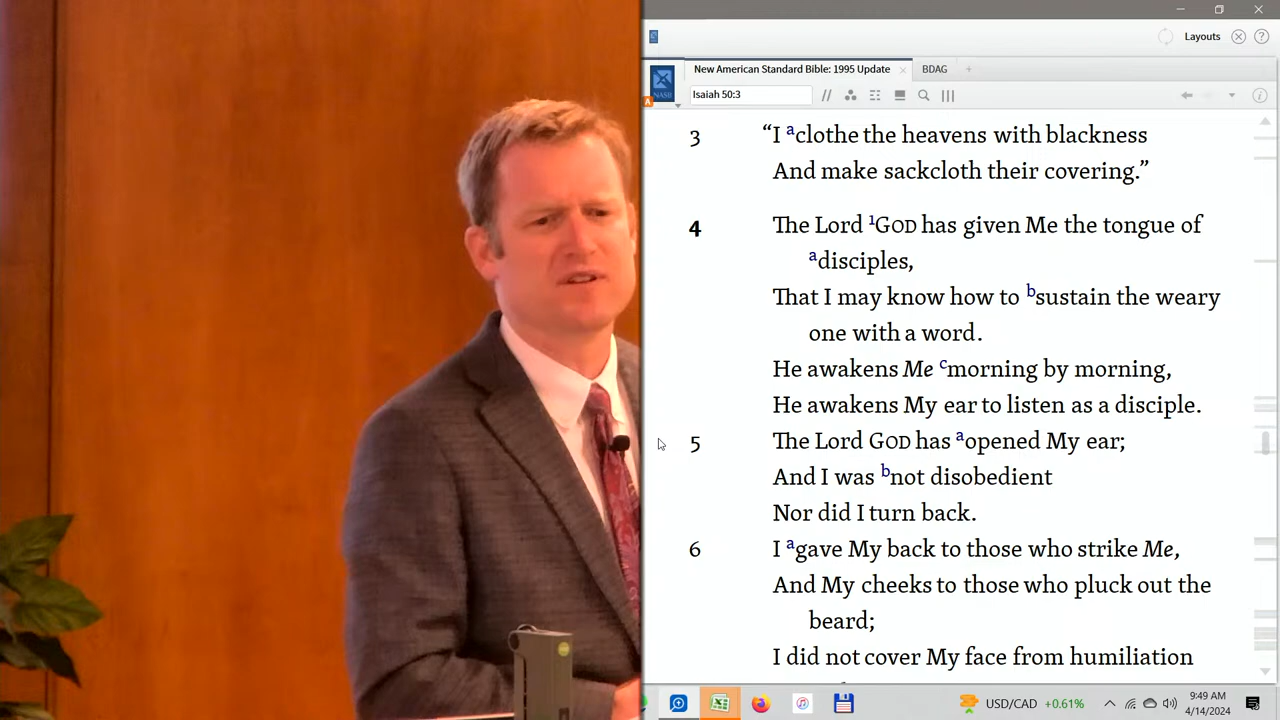 Layouts
New American Standard Bible: 1995 Update
BDAG
NASB
Isaiah 50:3
3 “I ᵃclothe the heavens with blackness
And make sackcloth their covering.”
4 The Lord ¹GOD has given Me the tongue of
ᵃdisciples,
That I may know how to ᵇsustain the weary
one with a word.
He awakens Me ᶜmorning by morning,
He awakens My ear to listen as a disciple.
5 The Lord GOD has ᵃopened My ear;
And I was ᵇnot disobedient
Nor did I turn back.
6 I ᵃgave My back to those who strike Me,
And My cheeks to those who pluck out the
beard;
I did not cover My face from humiliation
USD/CAD +0.61%
9:49 AM
4/14/2024